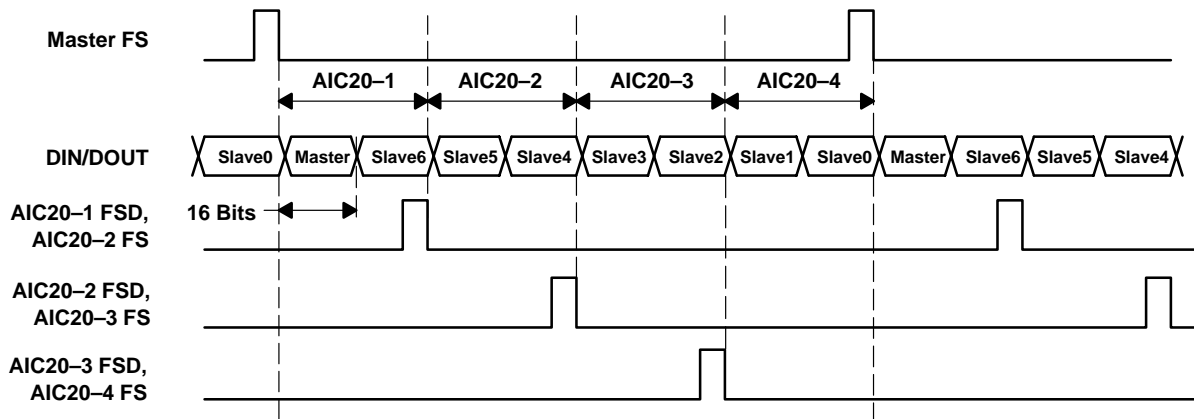 Master FS
AIC20–1 AIC20–2 AIC20–3 AIC20–4
DIN/DOUT Slave0 Master Slave6 Slave5 Slave4 Slave3 Slave2 Slave1 Slave0 Master Slave6 Slave5 Slave4
AIC20–1 FSD,
AIC20–2 FS
16 Bits
AIC20–2 FSD,
AIC20–3 FS
AIC20–3 FSD,
AIC20–4 FS